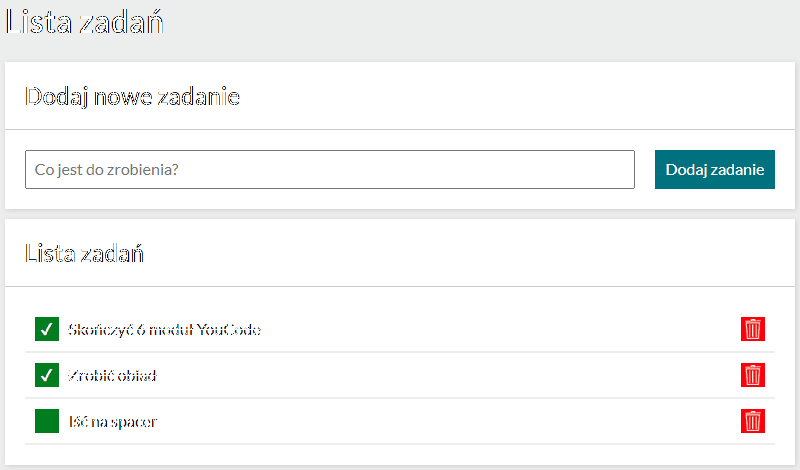 Lista zadań
Dodaj nowe zadanie
Co jest do zrobienia?
Dodaj zadanie
Lista zadań
Skończyć 6 moduł YouCode
Zrobić obiad
Iść na spacer